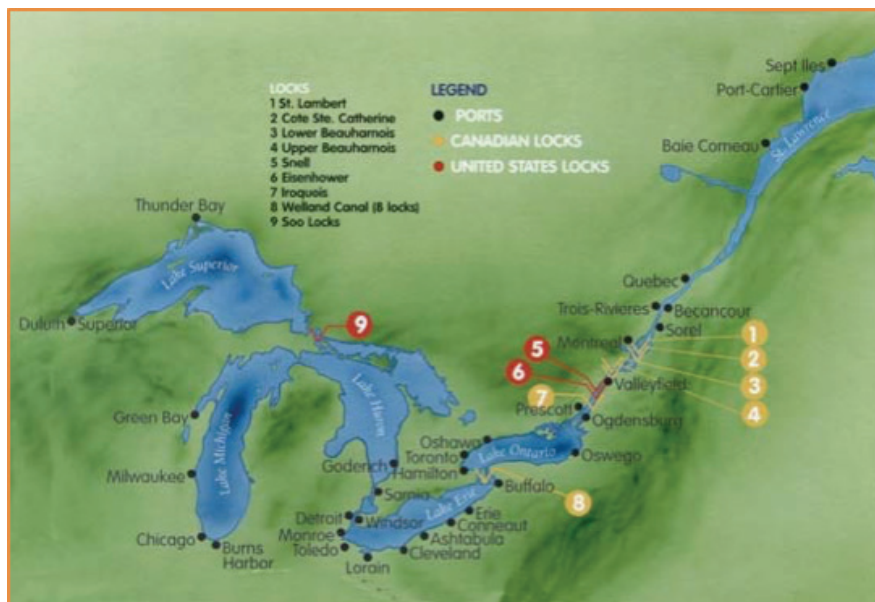 LOCKS
1 St. Lambert
2 Cote Ste. Catherine
3 Lower Beauharnois
4 Upper Beauharnois
5 Snell
6 Eisenhower
7 Iroquois
8 Welland Canal (8 locks)
9 Soo Locks
LEGEND
PORTS
CANADIAN LOCKS
UNITED STATES LOCKS
Sept Iles
Port-Cartier
Baie Comeau
St. Lawrence
Thunder Bay
Lake Superior
Duluth Superior
9
Quebec
Trois-Rivieres
Becancour
Sorel
Montreal
1
2
3
4
5
6
7
Valleyfield
Prescott
Ogdensburg
Green Bay
Lake Michigan
Lake Huron
Milwaukee
Goderich
Oshawa
Toronto
Hamilton
Lake Ontario
Oswego
Sarnia
Lake Erie
Buffalo
8
Detroit
Windsor
Erie
Conneaut
Monroe
Toledo
Ashtabula
Cleveland
Lorain
Chicago
Burns
Harbor